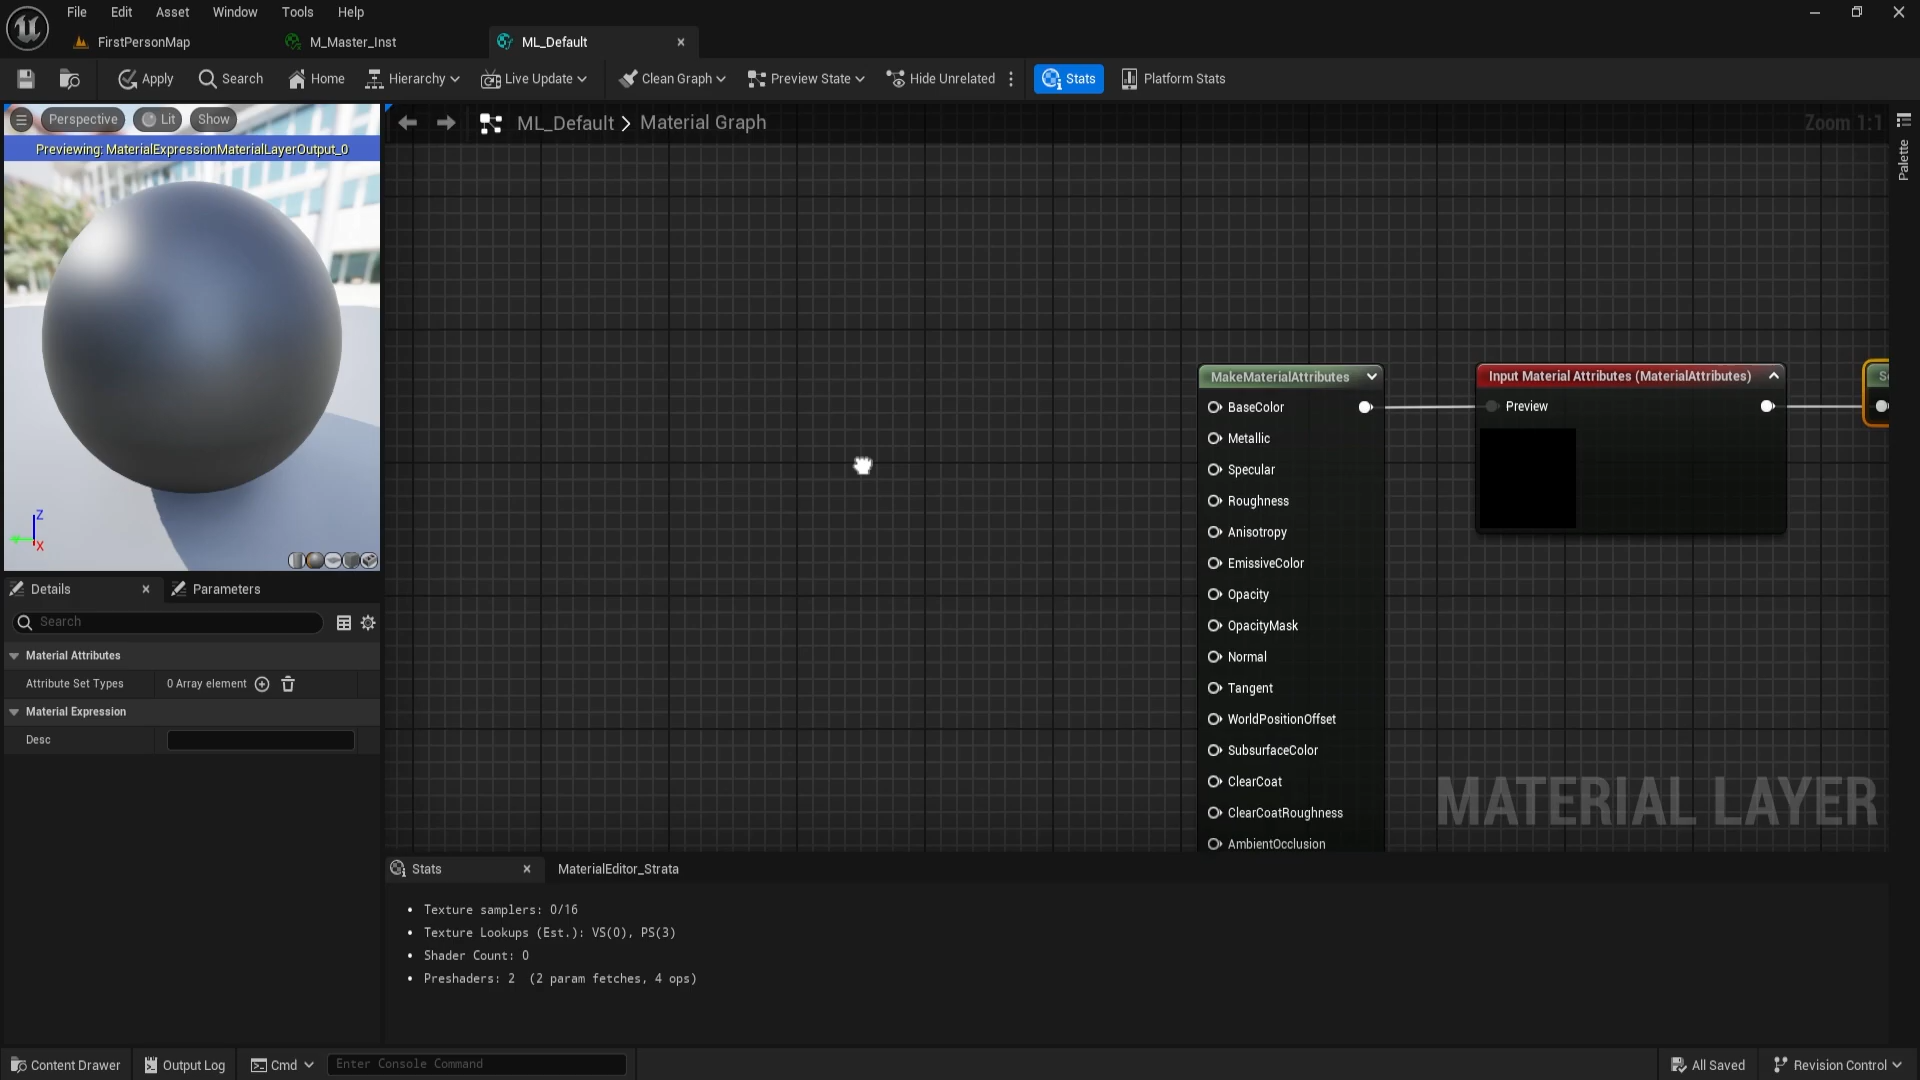 File Edit Asset Window Tools Help
FirstPersonMap M_Master_Inst ML_Default
Apply Search Home Hierarchy Live Update Clean Graph Preview State Hide Unrelated Stats Platform Stats
Perspective Lit Show
ML_Default > Material Graph Zoom 1:1
Palette
Previewing: MaterialExpressionMaterialLayerOutput_0
Z
X
MakeMaterialAttributes
BaseColor
Metallic
Specular
Roughness
Anisotropy
EmissiveColor
Opacity
OpacityMask
Normal
Tangent
WorldPositionOffset
SubsurfaceColor
ClearCoat
ClearCoatRoughness
AmbientOcclusion
Input Material Attributes (MaterialAttributes)
Preview
MATERIAL LAYER
Details Parameters
Search
Material Attributes
Attribute Set Types 0 Array element
Material Expression
Desc
Stats MaterialEditor_Strata
• Texture samplers: 0/16
• Texture Lookups (Est.): VS(0), PS(3)
• Shader Count: 0
• Preshaders: 2 (2 param fetches, 4 ops)
Content Drawer Output Log Cmd Enter Console Command All Saved Revision Control